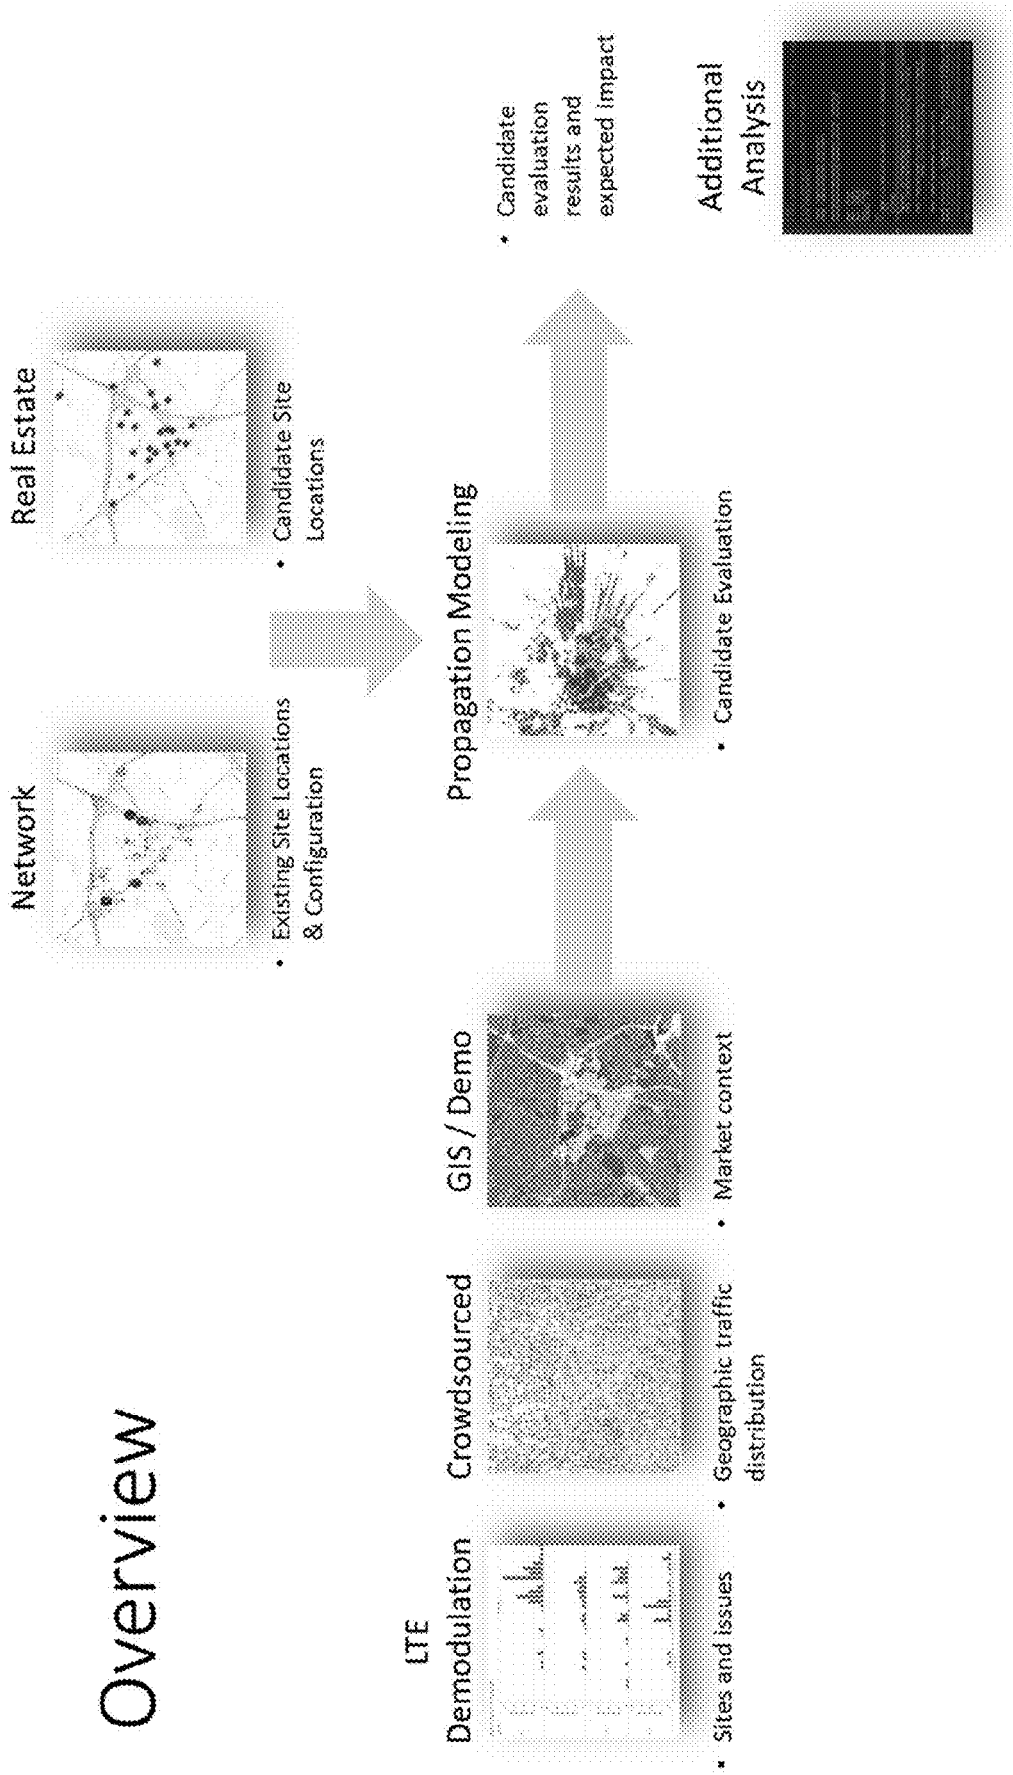 Overview
Network
• Existing Site Locations
& Configuration
Real Estate
• Candidate Site
Locations
LTE
Demodulation
• Sites and issues
Crowdsourced
• Geographic traffic
distribution
GIS / Demo
• Market context
Propagation Modeling
• Candidate Evaluation
• Candidate
evaluation
results and
expected impact
Additional
Analysis